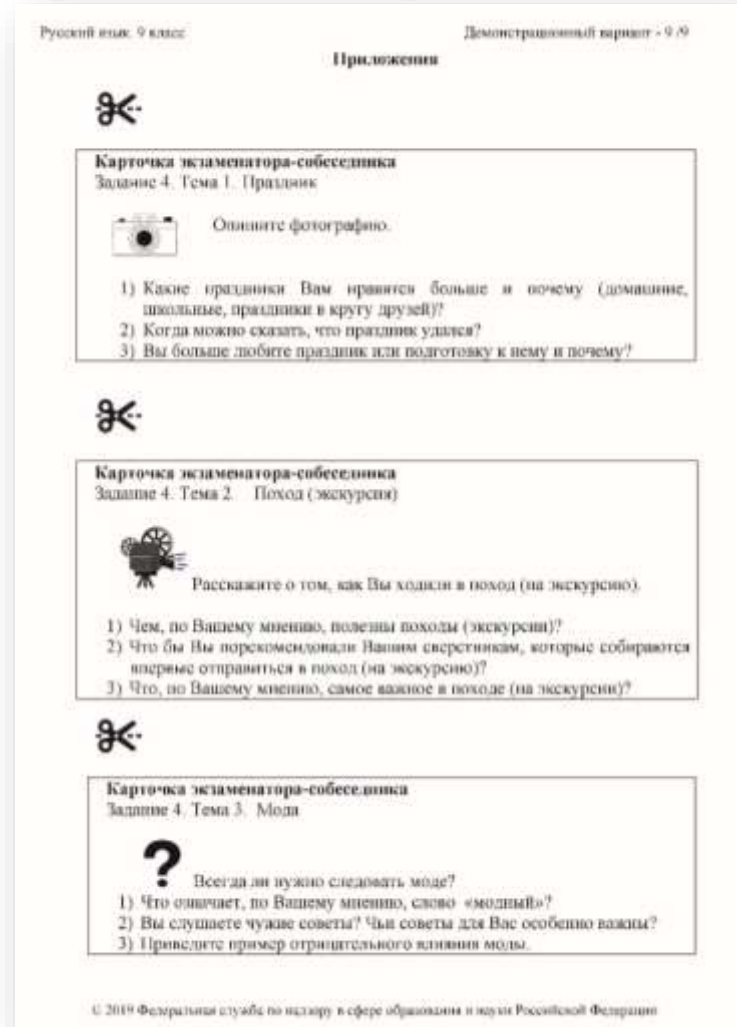 Русский язык. 9 класс Демонстрационный вариант - 9 /9
Приложения
Карточка экзаменатора-собеседника
Задание 4. Тема 1. Праздник
Опишите фотографию.
1) Какие праздники Вам нравятся больше и почему (домашние,
школьные, праздники в кругу друзей)?
2) Когда можно сказать, что праздник удался?
3) Вы больше любите праздник или подготовку к нему и почему?
Карточка экзаменатора-собеседника
Задание 4. Тема 2. Поход (экскурсия)
Расскажите о том, как Вы ходили в поход (на экскурсию).
1) Чем, по Вашему мнению, полезны походы (экскурсии)?
2) Что бы Вы порекомендовали Вашим сверстникам, которые собираются
впервые отправиться в поход (на экскурсию)?
3) Что, по Вашему мнению, самое важное в походе (на экскурсии)?
Карточка экзаменатора-собеседника
Задание 4. Тема 3. Мода
?
Всегда ли нужно следовать моде?
1) Что означает, по Вашему мнению, слово «модный»?
2) Вы слушаете чужие советы? Чьи советы для Вас особенно важны?
3) Приведите пример отрицательного влияния моды.
© 2019 Федеральная служба по надзору в сфере образования и науки Российской Федерации